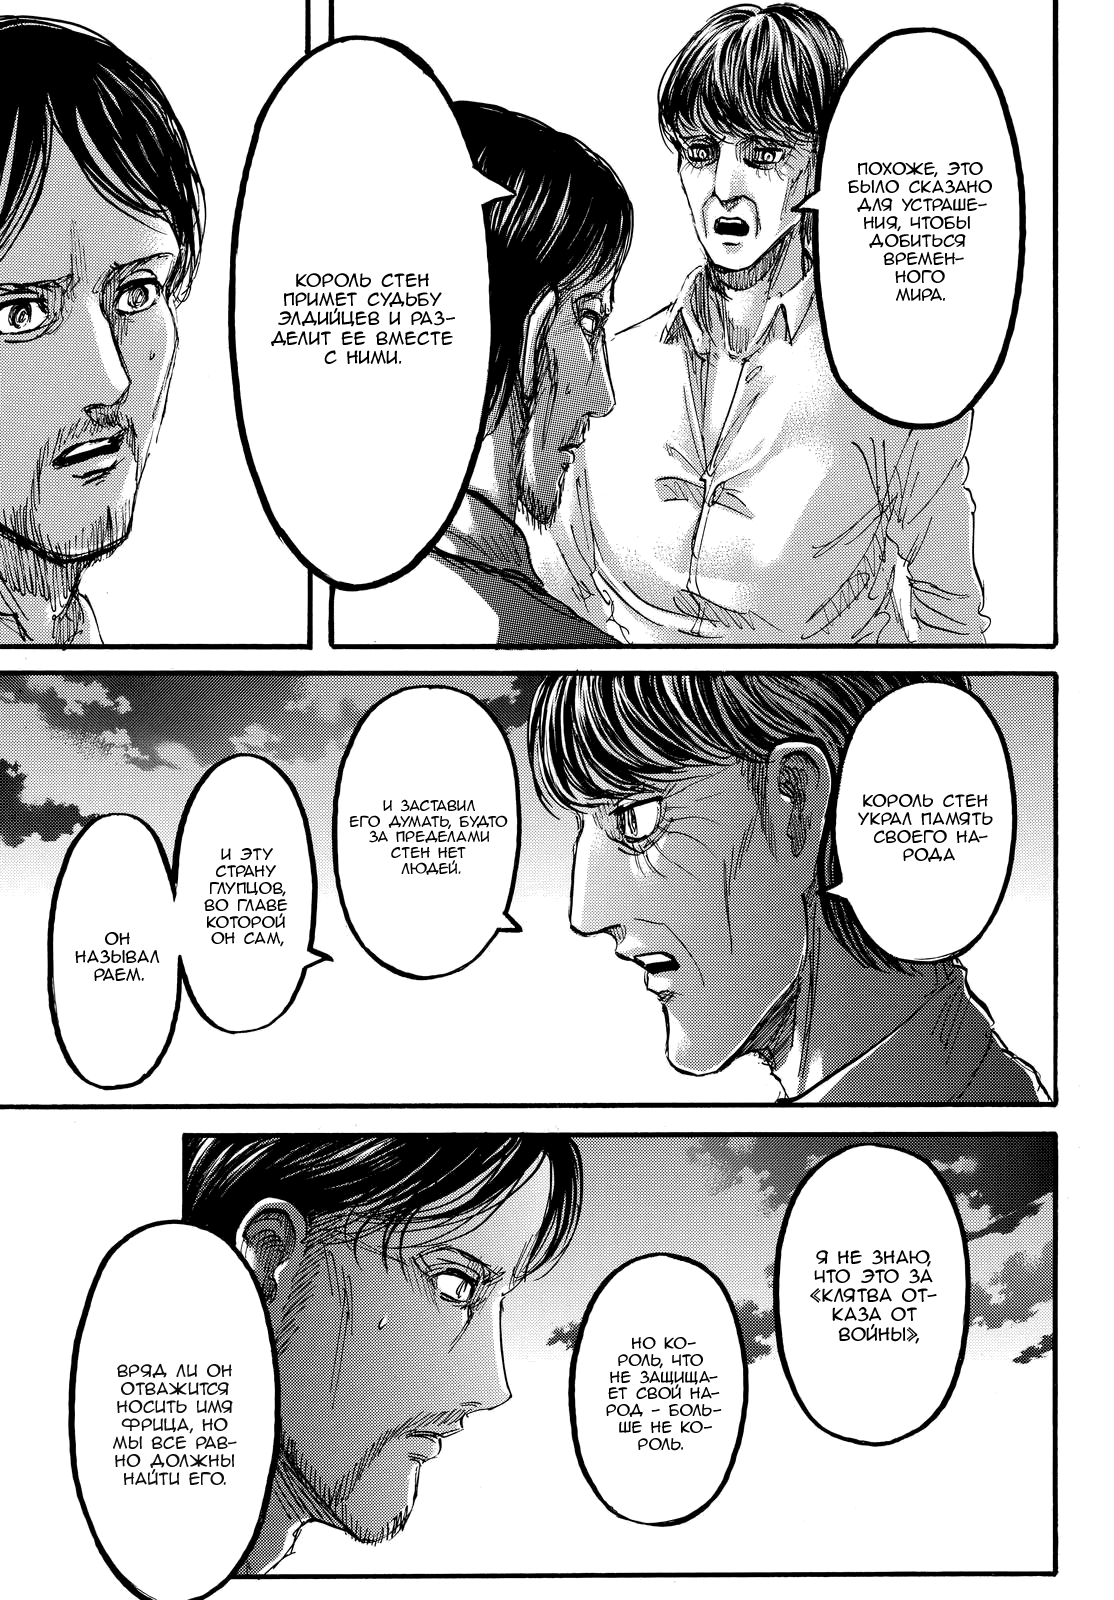 ПОХОЖЕ, ЭТО
БЫЛО СКАЗАНО
ДЛЯ УСТРАШЕ-
НИЯ, ЧТОБЫ
ДОБИТЬСЯ
ВРЕМЕН-
НОГО
МИРА.
КОРОЛЬ СТЕН
ПРИМЕТ СУДЬБУ
ЭЛДИЙЦЕВ И РАЗ-
ДЕЛИТ ЕЕ ВМЕСТЕ
С НИМИ.
КОРОЛЬ СТЕН
УКРАЛ ПАМЯТЬ
СВОЕГО НА-
РОДА
И ЗАСТАВИЛ
ЕГО ДУМАТЬ, БУДТО
ЗА ПРЕДЕЛАМИ
СТЕН НЕТ
ЛЮДЕЙ.
И ЭТУ
СТРАНУ
ГЛУПЦОВ,
ВО ГЛАВЕ
КОТОРОЙ
ОН САМ,
ОН
НАЗЫВАЛ
РАЕМ.
Я НЕ ЗНАЮ,
ЧТО ЭТО ЗА
«КЛЯТВА ОТ-
КАЗА ОТ
ВОЙНЫ»,
НО КО-
РОЛЬ, ЧТО
НЕ ЗАЩИЩА-
ЕТ СВОЙ НА-
РОД - БОЛЬ-
ШЕ НЕ КО-
РОЛЬ.
ВРЯД ЛИ ОН
ОТВАЖИТСЯ
НОСИТЬ ИМЯ
ФРИЦА, НО
МЫ ВСЕ РАВ-
НО ДОЛЖНЫ
НАЙТИ ЕГО.